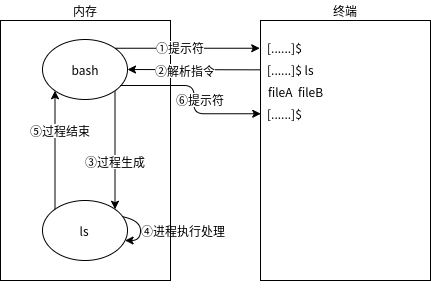 内存
终端
①提示符
[......]$
bash
②解析指令
[......]$ ls
fileA fileB
⑥提示符
[......]$
⑤过程结束
③过程生成
ls
④进程执行处理